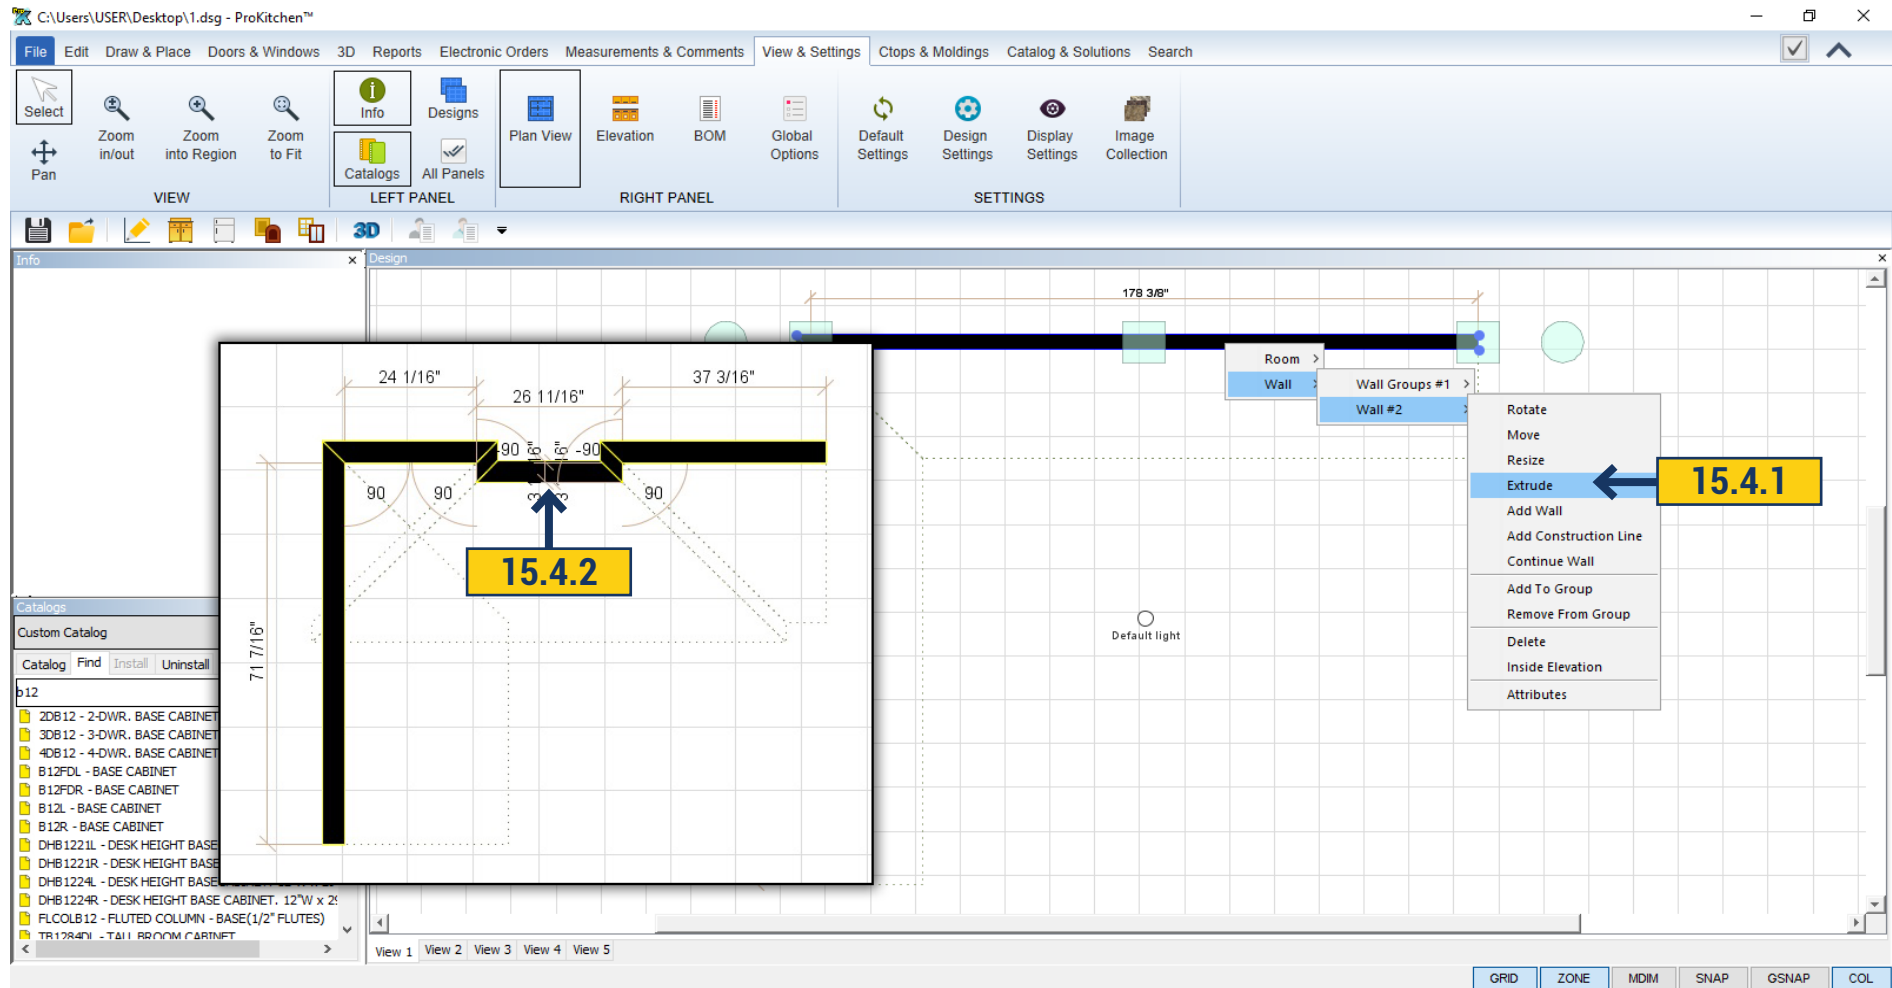 C:\Users\USER\Desktop\1.dsg - ProKitchen™
File Edit Draw & Place Doors & Windows 3D Reports Electronic Orders Measurements & Comments View & Settings Ctops & Moldings Catalog & Solutions Search
Select
Pan
Zoom
in/out
Zoom
into Region
Zoom
to Fit
VIEW
Info
Designs
Catalogs
All Panels
LEFT PANEL
Plan View
Elevation
BOM
Global
Options
RIGHT PANEL
Default
Settings
Design
Settings
Display
Settings
Image
Collection
SETTINGS
3D
Info
Design
178 3/8"
Room
Wall
Wall Groups #1
Wall #2
Rotate
Move
Resize
Extrude
Add Wall
Add Construction Line
Continue Wall
Add To Group
Remove From Group
Delete
Inside Elevation
Attributes
15.4.1
24 1/16"
26 11/16"
37 3/16"
-90
-90
90
90
90
71 7/16"
15.4.2
Default light
Catalogs
Custom Catalog
Catalog Find Install Uninstall
b12
2DB12 - 2-DWR. BASE CABINET
3DB12 - 3-DWR. BASE CABINET
4DB12 - 4-DWR. BASE CABINET
B12FDL - BASE CABINET
B12FDR - BASE CABINET
B12L - BASE CABINET
B12R - BASE CABINET
DHB1221L - DESK HEIGHT BASE
DHB1221R - DESK HEIGHT BASE
DHB1224L - DESK HEIGHT BASE
DHB1224R - DESK HEIGHT BASE CABINET. 12"W x 29
FLCOLB12 - FLUTED COLUMN - BASE(1/2" FLUTES)
TB1284DL - TALL BROOM CABINET
View 1 View 2 View 3 View 4 View 5
GRID ZONE MDIM SNAP GSNAP COL